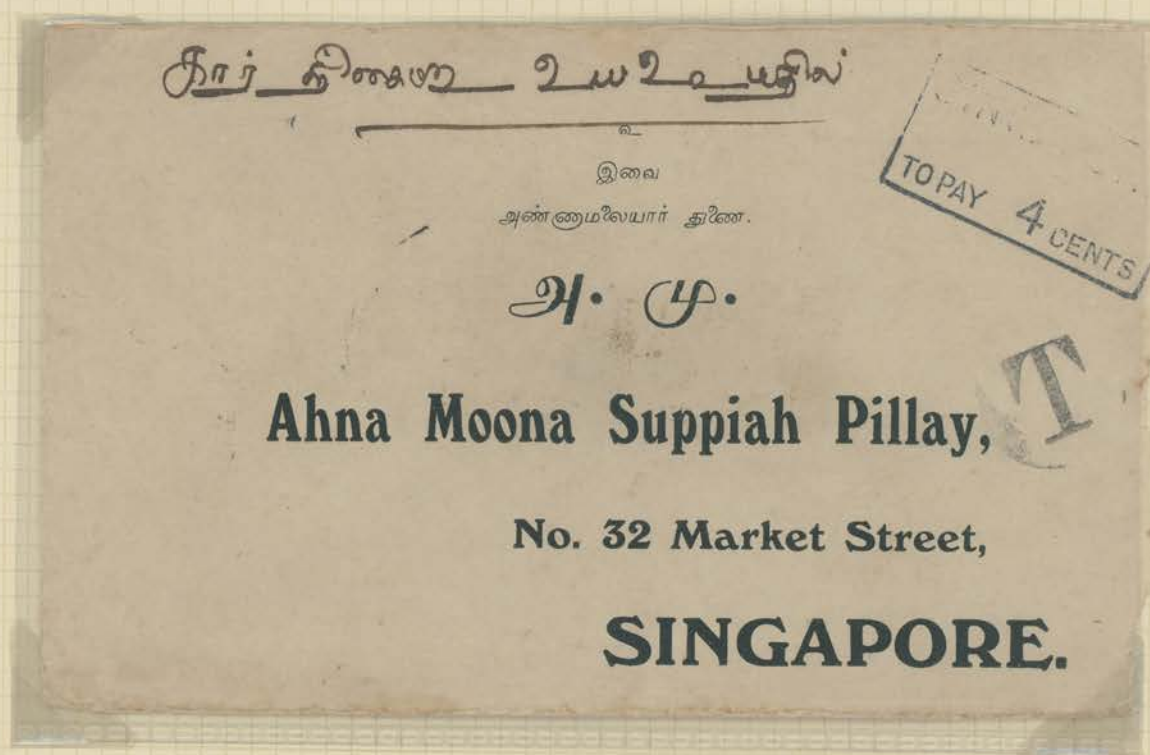 உ
இவை
அண்ணாமலையார் துணை.
அ. மு.
TO PAY 4 CENTS
T
Ahna Moona Suppiah Pillay,
No. 32 Market Street,
SINGAPORE.